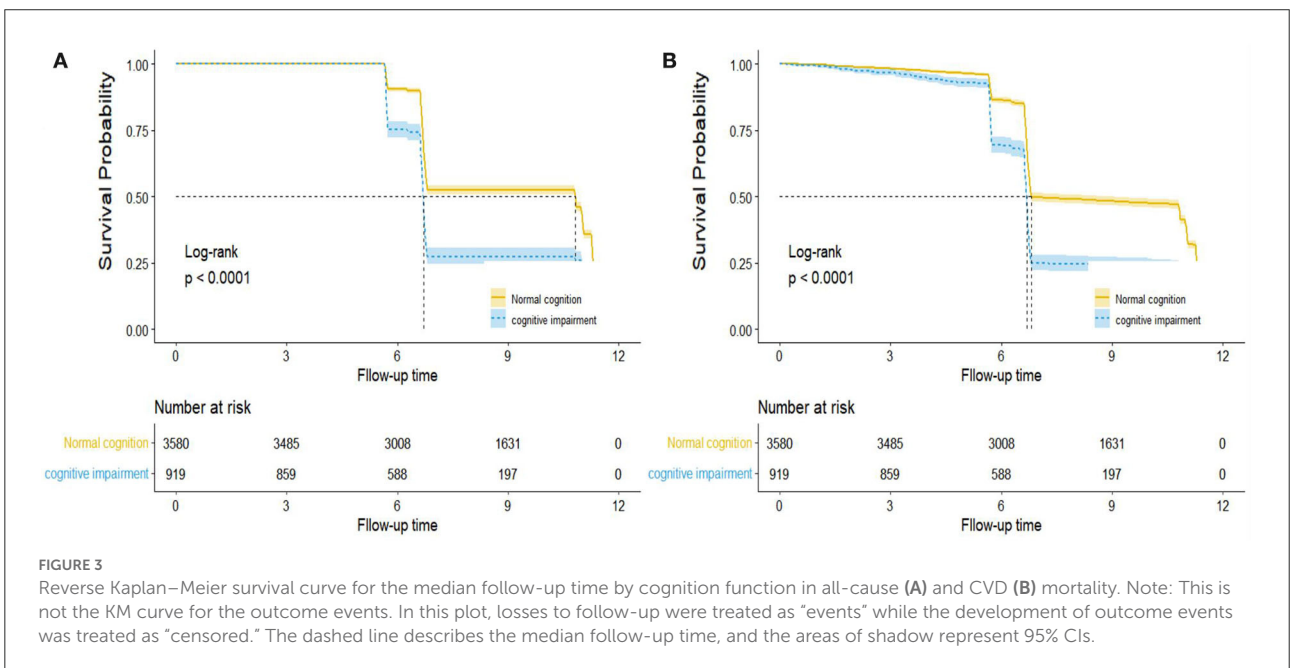 A
Survival Probability
1.00
0.75
0.50
0.25
0.00
Log-rank
p < 0.0001
Normal cognition
cognitive impairment
0 3 6 9 12
Fllow-up time
Number at risk
Normal cognition 3580 3485 3008 1631 0
cognitive impairment 919 859 588 197 0
0 3 6 9 12
Fllow-up time
B
Survival Probability
1.00
0.75
0.50
0.25
0.00
Log-rank
p < 0.0001
Normal cognition
cognitive impairment
0 3 6 9 12
Fllow-up time
Number at risk
Normal cognition 3580 3485 3008 1631 0
cognitive impairment 919 859 588 197 0
0 3 6 9 12
Fllow-up time
FIGURE 3
Reverse Kaplan–Meier survival curve for the median follow-up time by cognition function in all-cause (A) and CVD (B) mortality. Note: This is
not the KM curve for the outcome events. In this plot, losses to follow-up were treated as “events” while the development of outcome events
was treated as “censored.” The dashed line describes the median follow-up time, and the areas of shadow represent 95% CIs.